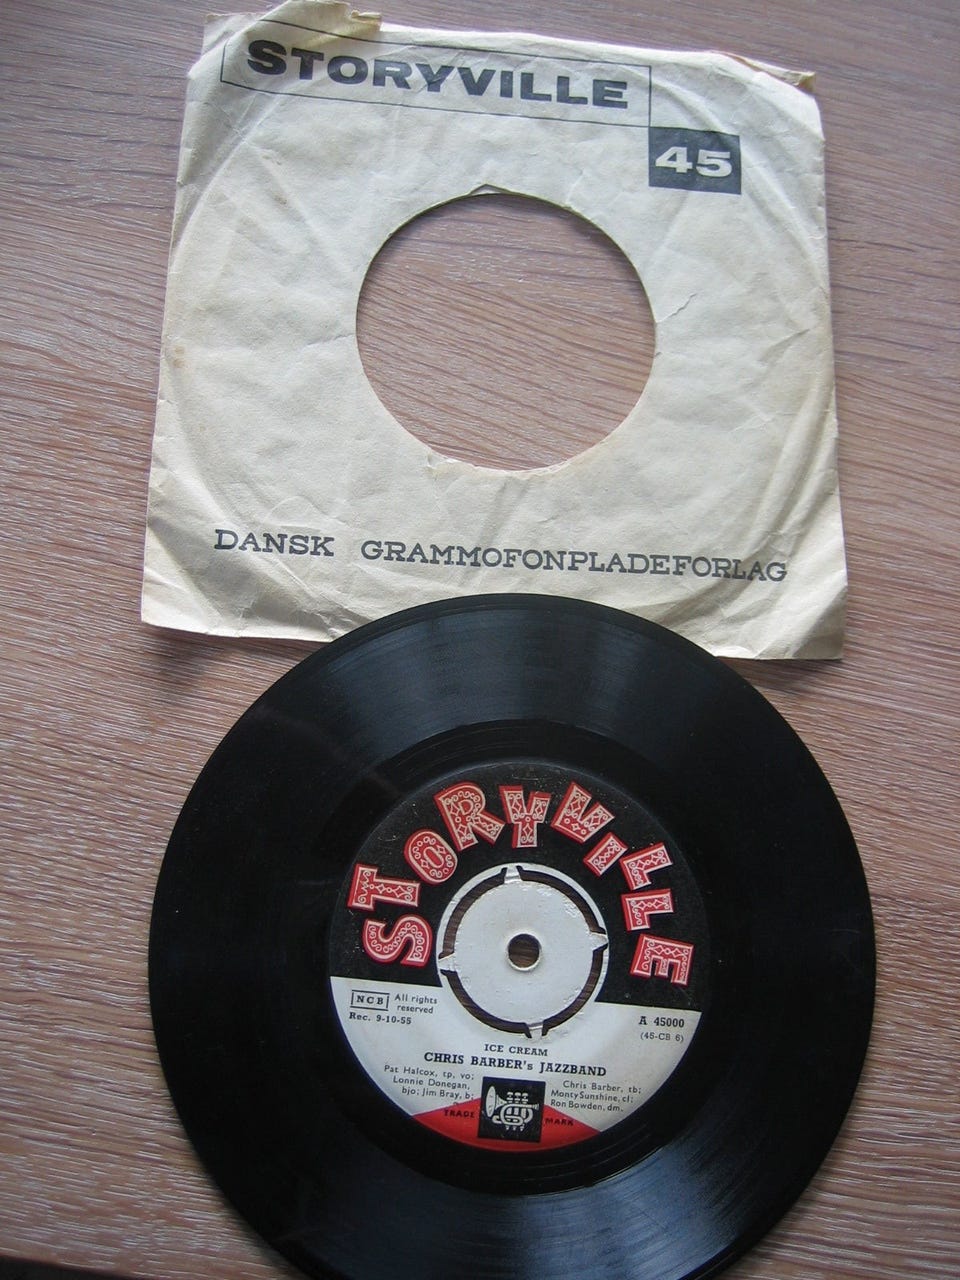 STORYVILLE
45
DANSK GRAMMOFONPLADEFORLAG
STORYVILLE
NCB All rights reserved
Rec. 9-10-55
A 45000
(45-CB 6)
ICE CREAM
CHRIS BARBER's JAZZBAND
Pat Halcox, tp, vo;
Lonnie Donegan,
bjo; Jim Bray, b;
Chris Barber, tb;
Monty Sunshine, cl;
Ron Bowden, dm.
TRADE MARK